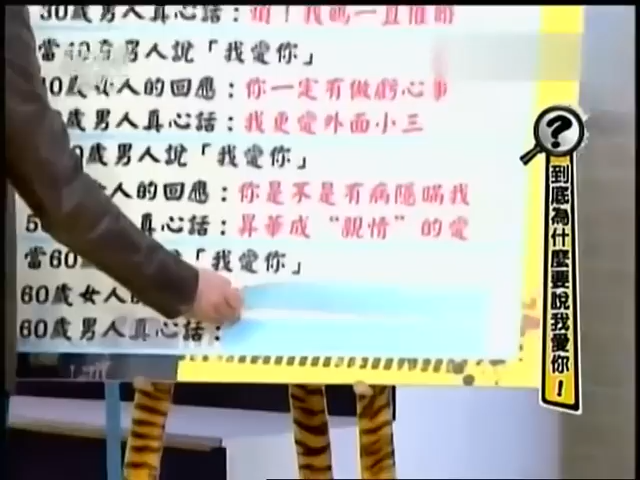 30歲男人真心話：煩！我媽一直催婚
當40歲男人說「我愛你」
40歲女人的回應：你一定有做虧心事
歲男人真心話：我更愛外面小三
歲男人說「我愛你」
女人的回應：你是不是有病隱瞞我
男人真心話：昇華成“親情”的愛
當60 「我愛你」
60歲女人
60歲男人真心話：
?
到底為什麼要說我愛你！